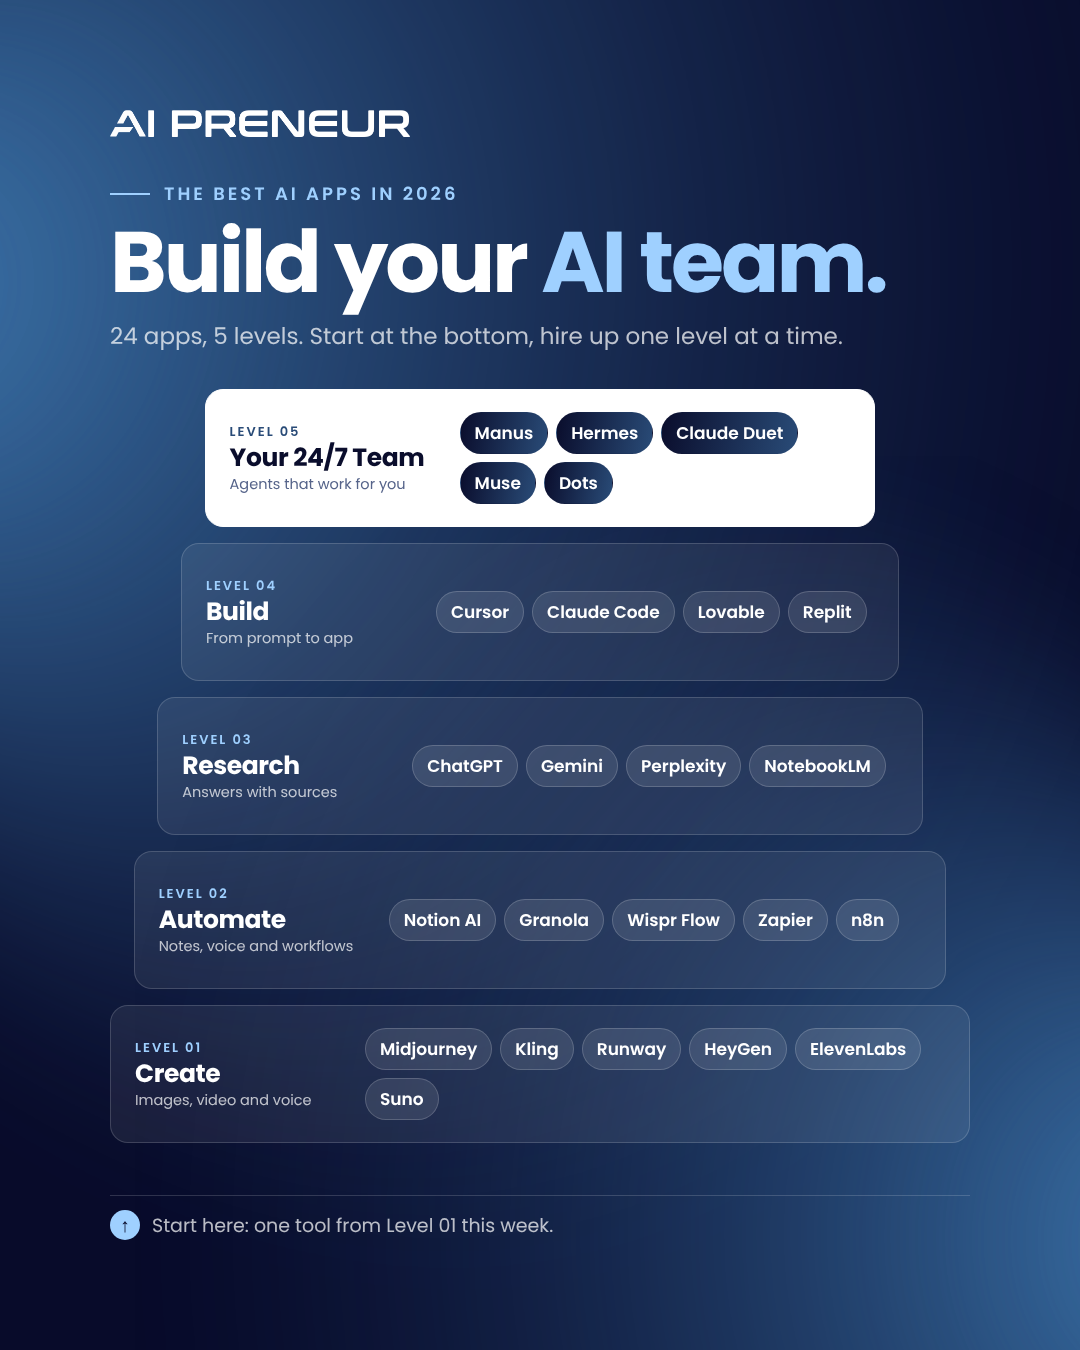 AI PRENEUR
THE BEST AI APPS IN 2026
Build your AI team.
24 apps, 5 levels. Start at the bottom, hire up one level at a time.
LEVEL 05
Your 24/7 Team
Agents that work for you
Manus Hermes Claude Duet
Muse Dots
LEVEL 04
Build
From prompt to app
Cursor Claude Code Lovable Replit
LEVEL 03
Research
Answers with sources
ChatGPT Gemini Perplexity NotebookLM
LEVEL 02
Automate
Notes, voice and workflows
Notion AI Granola Wispr Flow Zapier n8n
LEVEL 01
Create
Images, video and voice
Midjourney Kling Runway HeyGen ElevenLabs
Suno
↑ Start here: one tool from Level 01 this week.